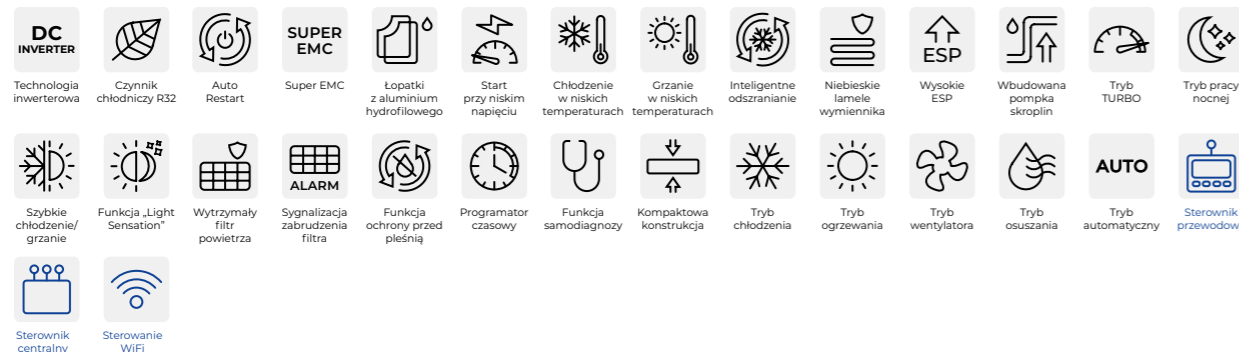 DC
INVERTER
SUPER
EMC
ESP
Technologia
inwerterowa
Czynnik
chłodniczy R32
Auto
Restart
Super EMC
Łopatki
z aluminium
hydrofilowego
Start
przy niskim
napięciu
Chłodzenie
w niskich
temperaturach
Grzanie
w niskich
temperaturach
Inteligentne
odszranianie
Niebieskie
lamele
wymiennika
Wysokie
ESP
Wbudowana
pompka
skroplin
Tryb
TURBO
Tryb pracy
nocnej
ALARM
AUTO
Szybkie
chłodzenie/
grzanie
Funkcja „Light
Sensation”
Wytrzymały
filtr
powietrza
Sygnalizacja
zabrudzenia
filtra
Funkcja
ochrony przed
pleśnią
Programator
czasowy
Funkcja
samodiagnozy
Kompaktowa
konstrukcja
Tryb
chłodzenia
Tryb
ogrzewania
Tryb
wentylatora
Tryb
osuszania
Tryb
automatyczny
Sterownik
Sterownik
centralny
Sterowanie
WiFi